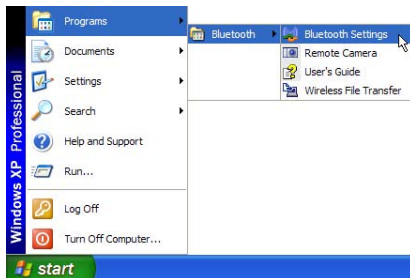 Windows XP Professional
Programs
Documents
Settings
Search
Help and Support
Run...
Log Off
Turn Off Computer...
Bluetooth
Bluetooth Settings
Remote Camera
User's Guide
Wireless File Transfer
start